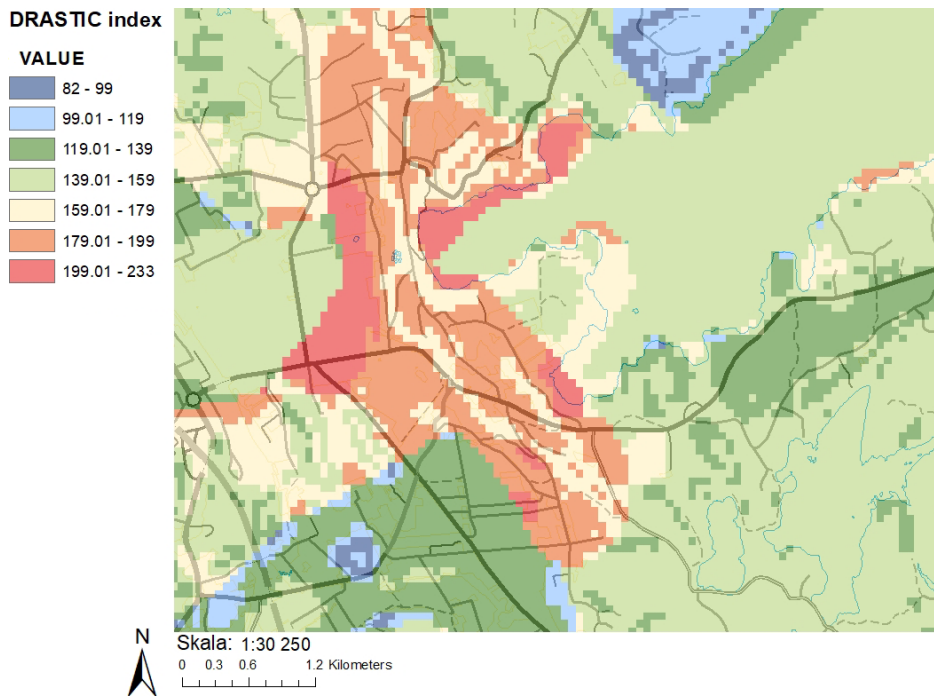 DRASTIC index
VALUE
82 - 99
99.01 - 119
119.01 - 139
139.01 - 159
159.01 - 179
179.01 - 199
199.01 - 233
N
Skala: 1:30 250
0 0.3 0.6 1.2 Kilometers